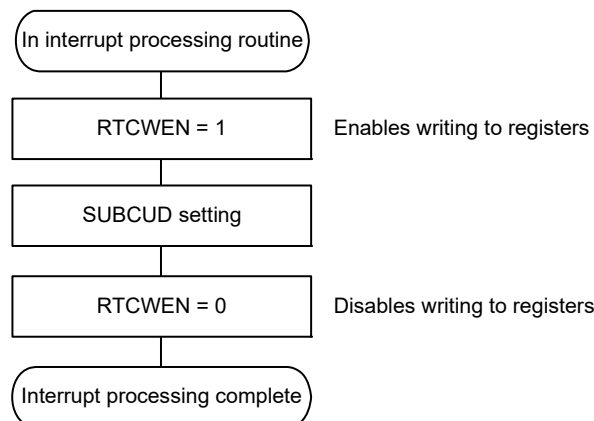 In interrupt processing routine
RTCWEN = 1
Enables writing to registers
SUBCUD setting
RTCWEN = 0
Disables writing to registers
Interrupt processing complete